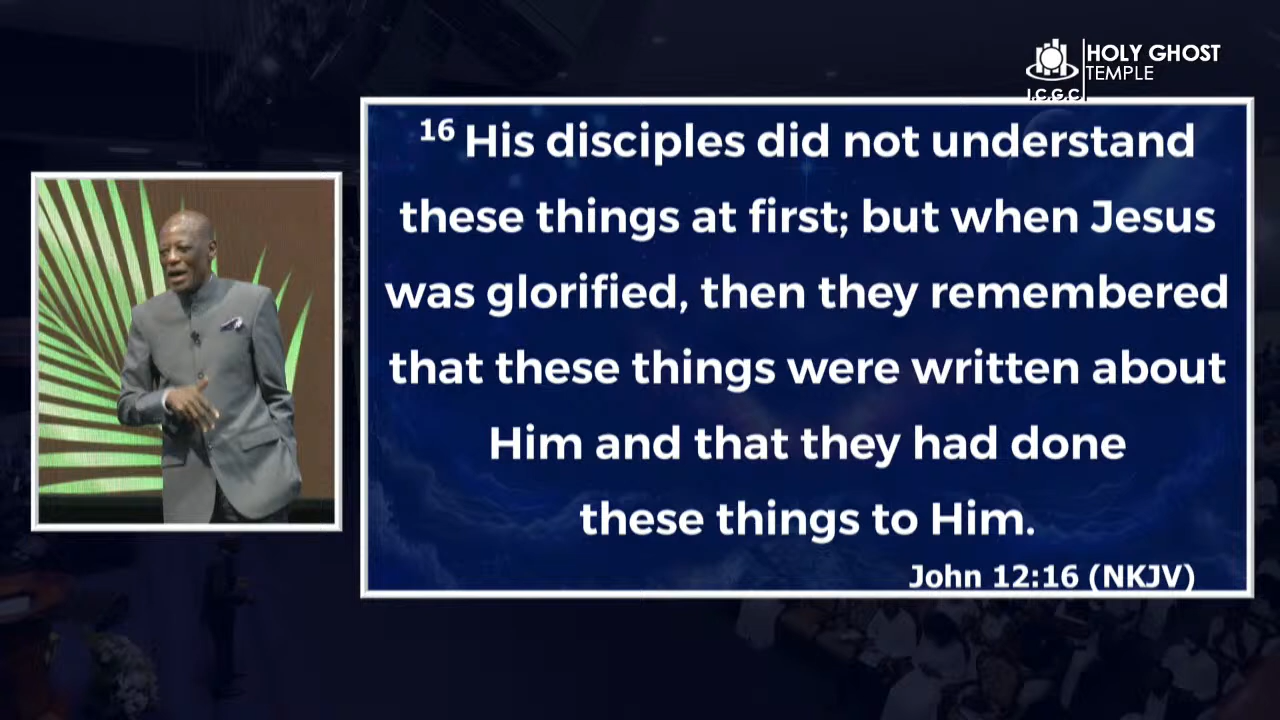 HOLY GHOST
TEMPLE
I.C.G.C
16 His disciples did not understand
these things at first; but when Jesus
was glorified, then they remembered
that these things were written about
Him and that they had done
these things to Him.
John 12:16 (NKJV)